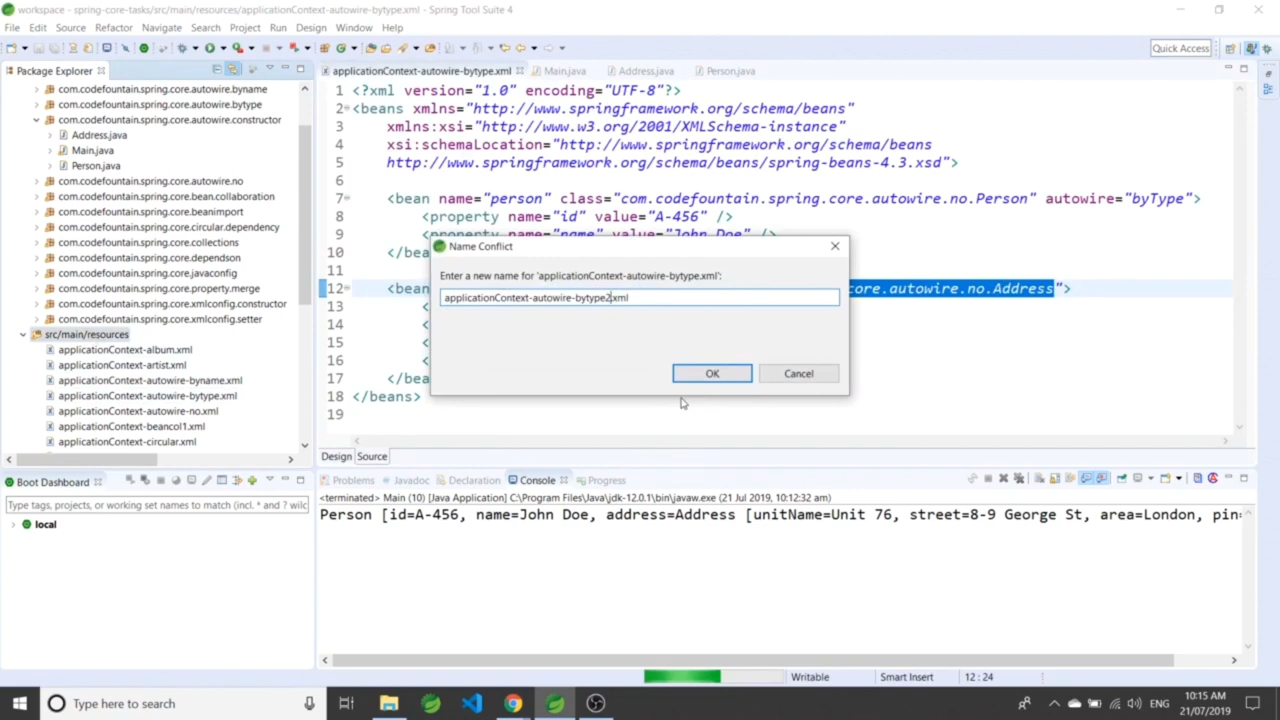 workspace - spring-core-tasks/src/main/resources/applicationContext-autowire-bytype.xml - Spring Tool Suite 4
File Edit Source Refactor Navigate Search Project Run Design Window Help
Quick Access
Package Explorer
com.codefountain.spring.core.autowire.byname
com.codefountain.spring.core.autowire.bytype
com.codefountain.spring.core.autowire.constructor
Address.java
Main.java
Person.java
com.codefountain.spring.core.autowire.no
com.codefountain.spring.core.bean.collaboration
com.codefountain.spring.core.beanimport
com.codefountain.spring.core.circular.dependency
com.codefountain.spring.core.collections
com.codefountain.spring.core.dependson
com.codefountain.spring.core.javaconfig
com.codefountain.spring.core.property.merge
com.codefountain.spring.core.xmlconfig.constructor
com.codefountain.spring.core.xmlconfig.setter
src/main/resources
applicationContext-album.xml
applicationContext-artist.xml
applicationContext-autowire-byname.xml
applicationContext-autowire-bytype.xml
applicationContext-autowire-no.xml
applicationContext-beancol1.xml
applicationContext-circular.xml
applicationContext-autowire-bytype.xml Main.java Address.java Person.java
1 <?xml version="1.0" encoding="UTF-8"?>
2 <beans xmlns="http://www.springframework.org/schema/beans"
3 xmlns:xsi="http://www.w3.org/2001/XMLSchema-instance"
4 xsi:schemaLocation="http://www.springframework.org/schema/beans
5 http://www.springframework.org/schema/beans/spring-beans-4.3.xsd">
6
7 <bean name="person" class="com.codefountain.spring.core.autowire.no.Person" autowire="byType">
8 <property name="id" value="A-456" />
9 <property name="name" value="John Doe" />
10 </bea
11
12 <bean core.autowire.no.Address">
13 <
14 <
15 <
16 <
17 </bea
18 </beans>
19
Name Conflict
Enter a new name for 'applicationContext-autowire-bytype.xml':
applicationContext-autowire-bytype2.xml
OK Cancel
Design Source
Boot Dashboard
Type tags, projects, or working set names to match (incl. * and ? wilc
local
Problems Javadoc Declaration Console Progress
<terminated> Main (10) [Java Application] C:\Program Files\Java\jdk-12.0.1\bin\javaw.exe (21 Jul 2019, 10:12:32 am)
Person [id=A-456, name=John Doe, address=Address [unitName=Unit 76, street=8-9 George St, area=London, pin=
Writable Smart Insert 12 : 24
Type here to search
ENG
10:15 AM
21/07/2019